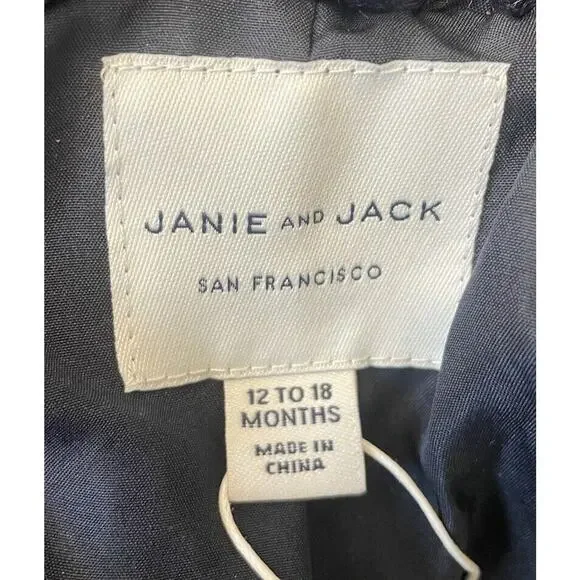 JANIE AND JACK
SAN FRANCISCO
12 TO 18
MONTHS
MADE IN
CHINA